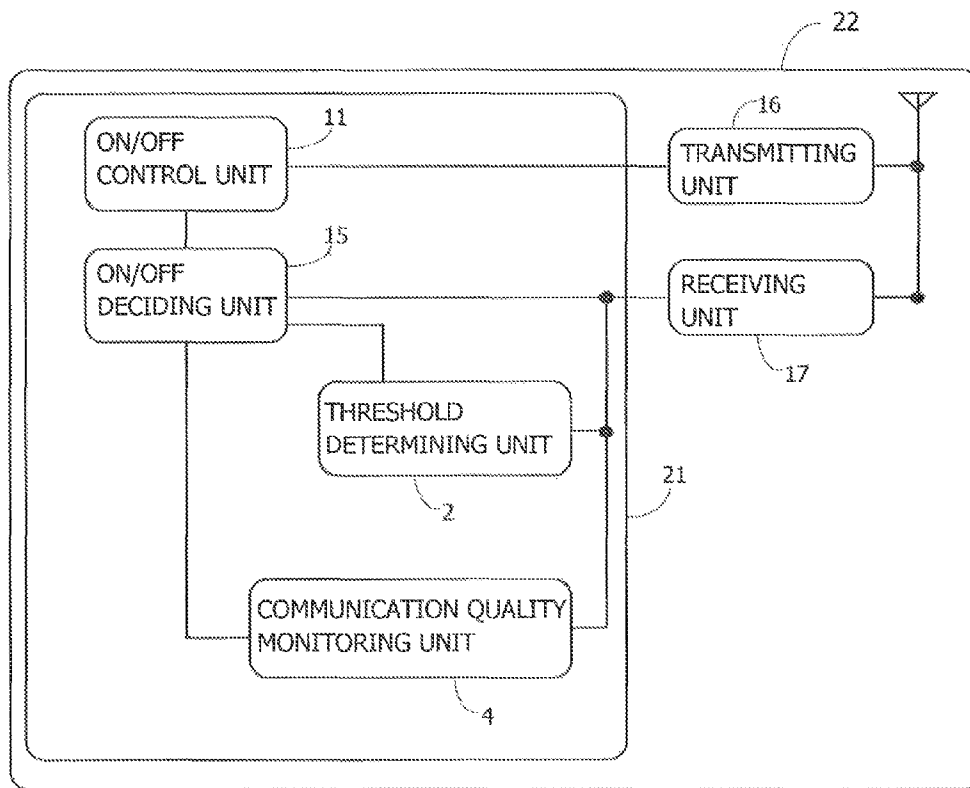 22
11
ON/OFF
CONTROL UNIT
16
TRANSMITTING
UNIT
15
ON/OFF
DECIDING UNIT
RECEIVING
UNIT
17
THRESHOLD
DETERMINING UNIT
2
21
COMMUNICATION QUALITY
MONITORING UNIT
4